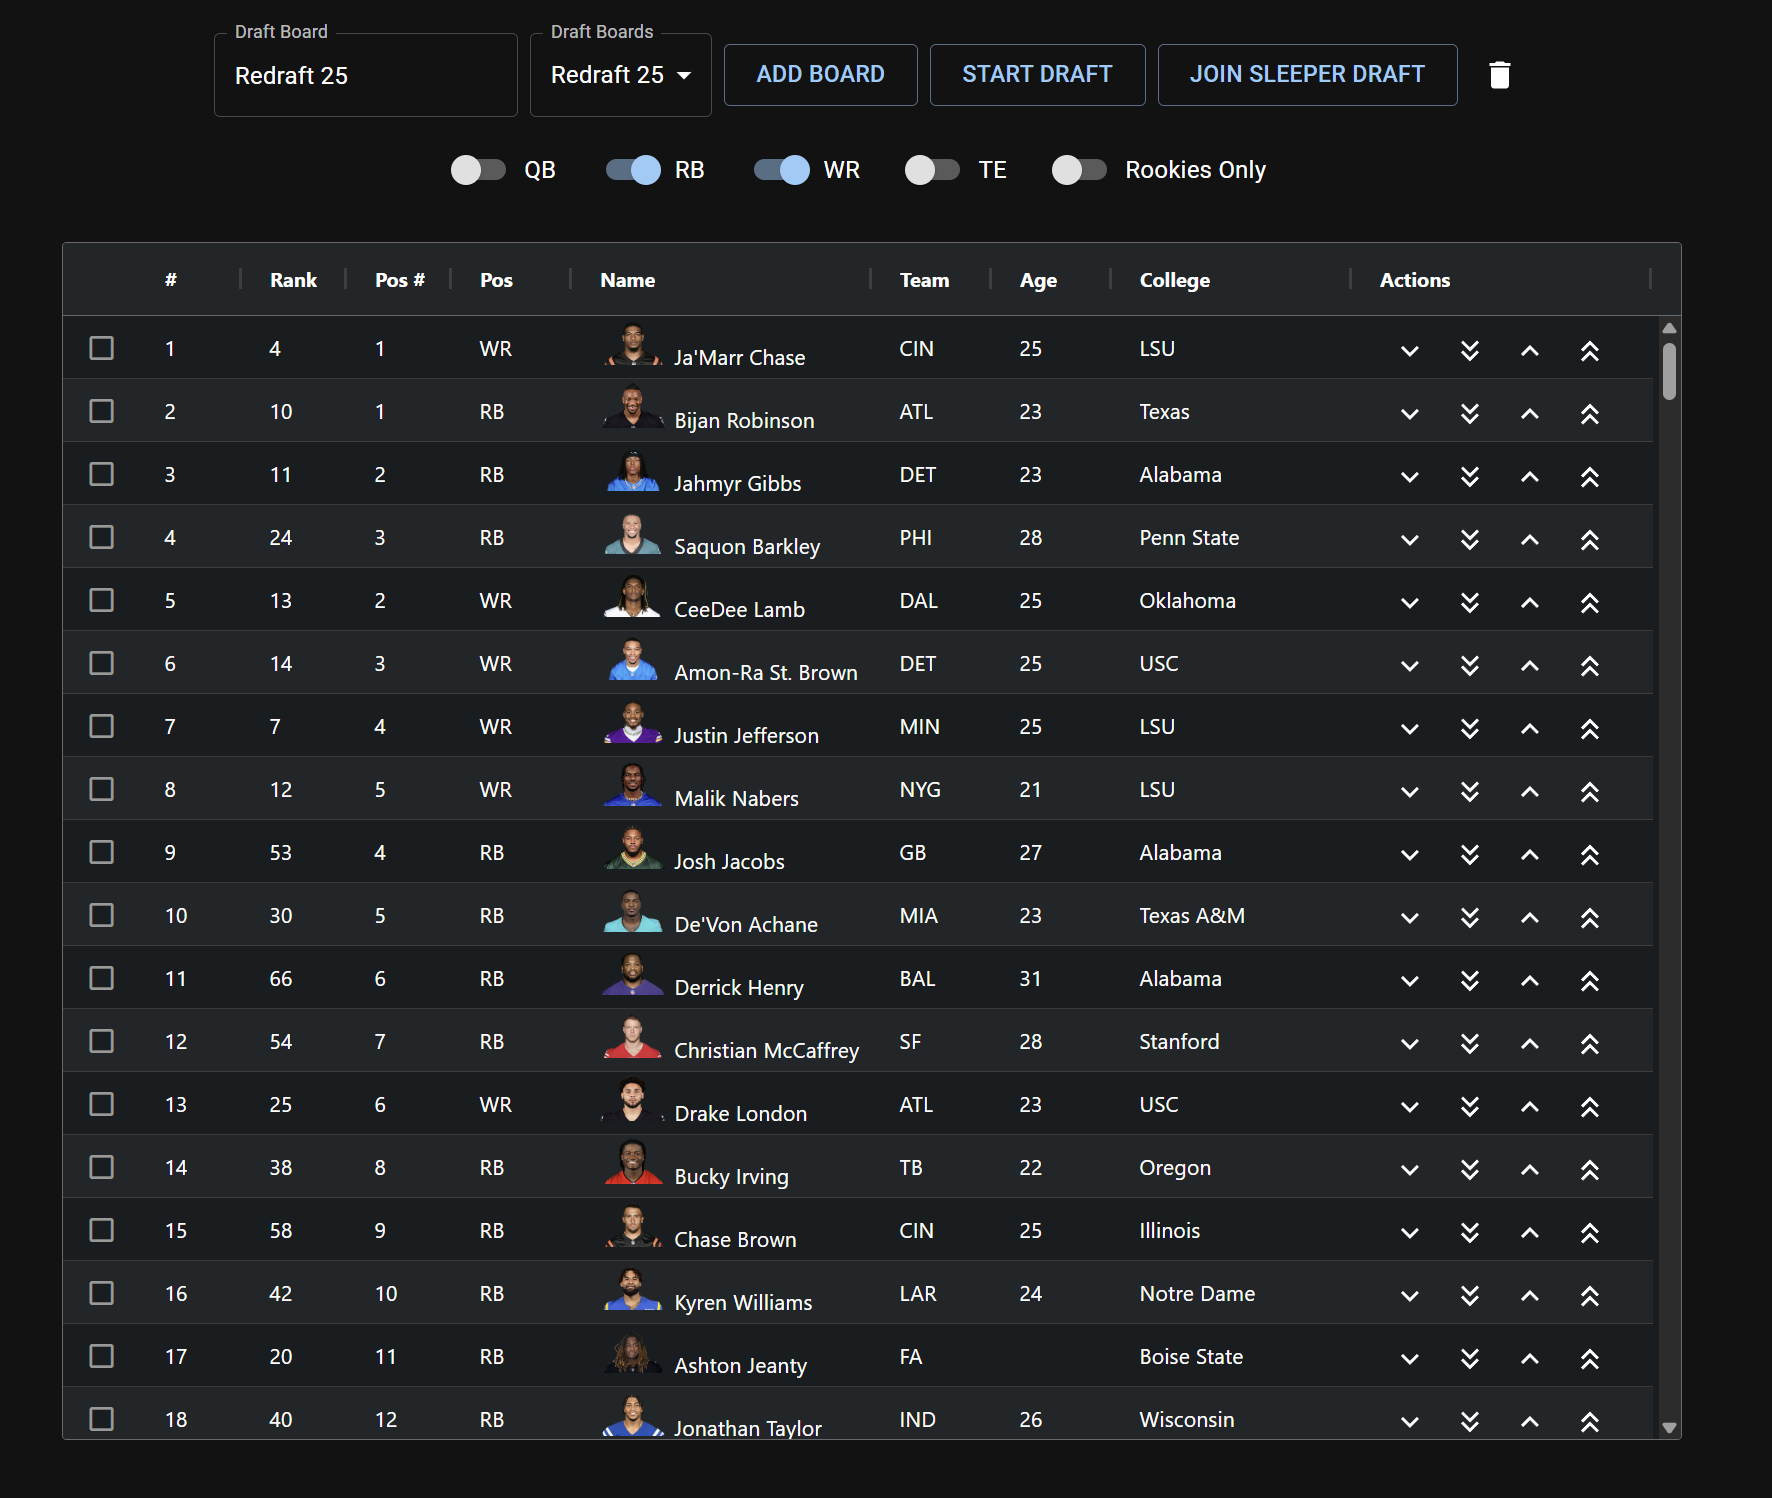 Draft Board
Draft Boards
Redraft 25
Redraft 25
ADD BOARD
START DRAFT
JOIN SLEEPER DRAFT
QB
RB
WR
TE
Rookies Only
# Rank Pos # Pos Name Team Age College Actions
1 4 1 WR Ja'Marr Chase CIN 25 LSU
2 10 1 RB Bijan Robinson ATL 23 Texas
3 11 2 RB Jahmyr Gibbs DET 23 Alabama
4 24 3 RB Saquon Barkley PHI 28 Penn State
5 13 2 WR CeeDee Lamb DAL 25 Oklahoma
6 14 3 WR Amon-Ra St. Brown DET 25 USC
7 7 4 WR Justin Jefferson MIN 25 LSU
8 12 5 WR Malik Nabers NYG 21 LSU
9 53 4 RB Josh Jacobs GB 27 Alabama
10 30 5 RB De'Von Achane MIA 23 Texas A&M
11 66 6 RB Derrick Henry BAL 31 Alabama
12 54 7 RB Christian McCaffrey SF 28 Stanford
13 25 6 WR Drake London ATL 23 USC
14 38 8 RB Bucky Irving TB 22 Oregon
15 58 9 RB Chase Brown CIN 25 Illinois
16 42 10 RB Kyren Williams LAR 24 Notre Dame
17 20 11 RB Ashton Jeanty FA Boise State
18 40 12 RB Jonathan Taylor IND 26 Wisconsin